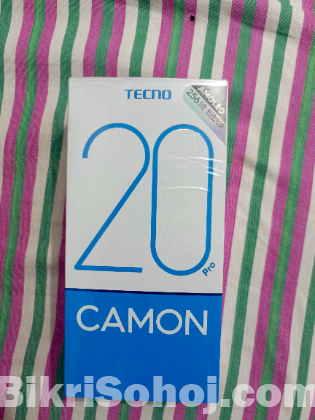 TECNO
AMOLED
20
Pro
CAMON
BikriSohoj.com